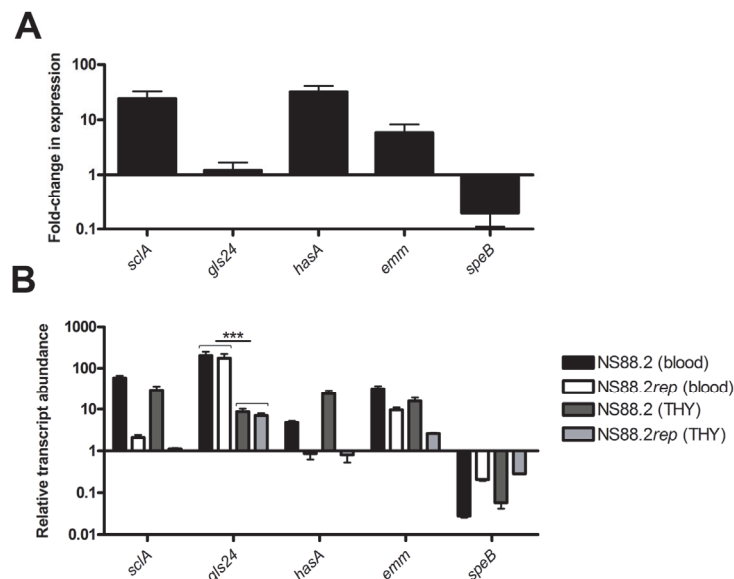 A
Fold-change in expression
100
10
1
0.1
sclA
gls24
hasA
emm
speB
B
Relative transcript abundance
1000
100
10
1
0.1
0.01
***
sclA
gls24
hasA
emm
speB
NS88.2 (blood)
NS88.2rep (blood)
NS88.2 (THY)
NS88.2rep (THY)